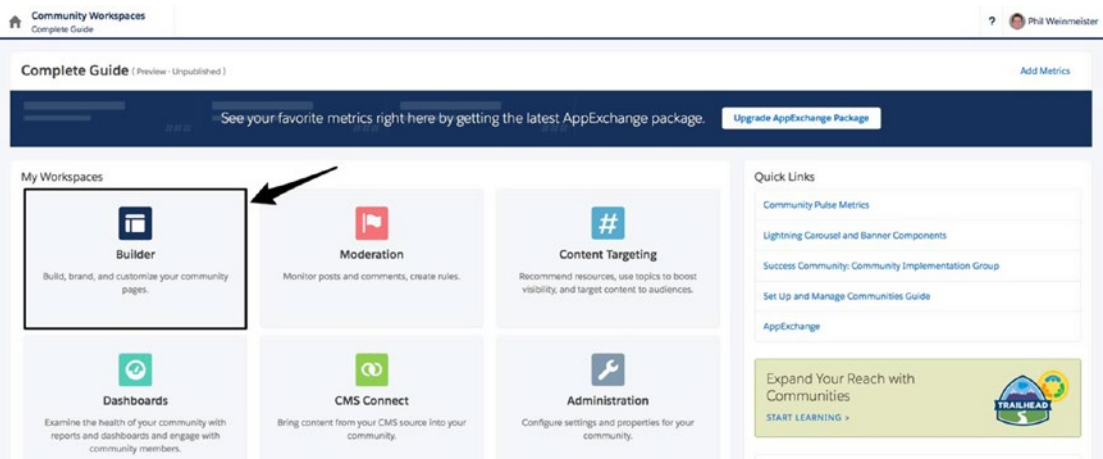 Community Workspaces
Complete Guide
? Phil Weinmeister
Complete Guide (Preview - Unpublished)
Add Metrics
See your favorite metrics right here by getting the latest AppExchange package.
Upgrade AppExchange Package
My Workspaces
Builder
Build, brand, and customize your community
pages.
Moderation
Monitor posts and comments, create rules.
#
Content Targeting
Recommend resources, use topics to boost
visibility, and target content to audiences.
Dashboards
Examine the health of your community with
reports and dashboards and engage with
community members.
CMS Connect
Bring content from your CMS source into your
community.
Administration
Configure settings and properties for your
community.
Quick Links
Community Pulse Metrics
Lightning Carousel and Banner Components
Success Community: Community Implementation Group
Set Up and Manage Communities Guide
AppExchange
Expand Your Reach with
Communities
START LEARNING >
TRAILHEAD